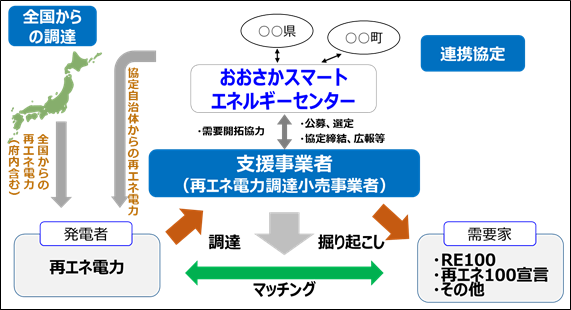 全国から
の調達
○○県
○○町
連携協定
おおさかスマート
エネルギーセンター
協定自治体からの再エネ電力
全国からの
再エネ電力
(府内含む)
・需要開拓協力
・公募、選定
・協定締結、広報等
支援事業者
(再エネ電力調達小売事業者)
発電者
再エネ電力
調達
掘り起こし
マッチング
需要家
・RE100
・再エネ100宣言
・その他